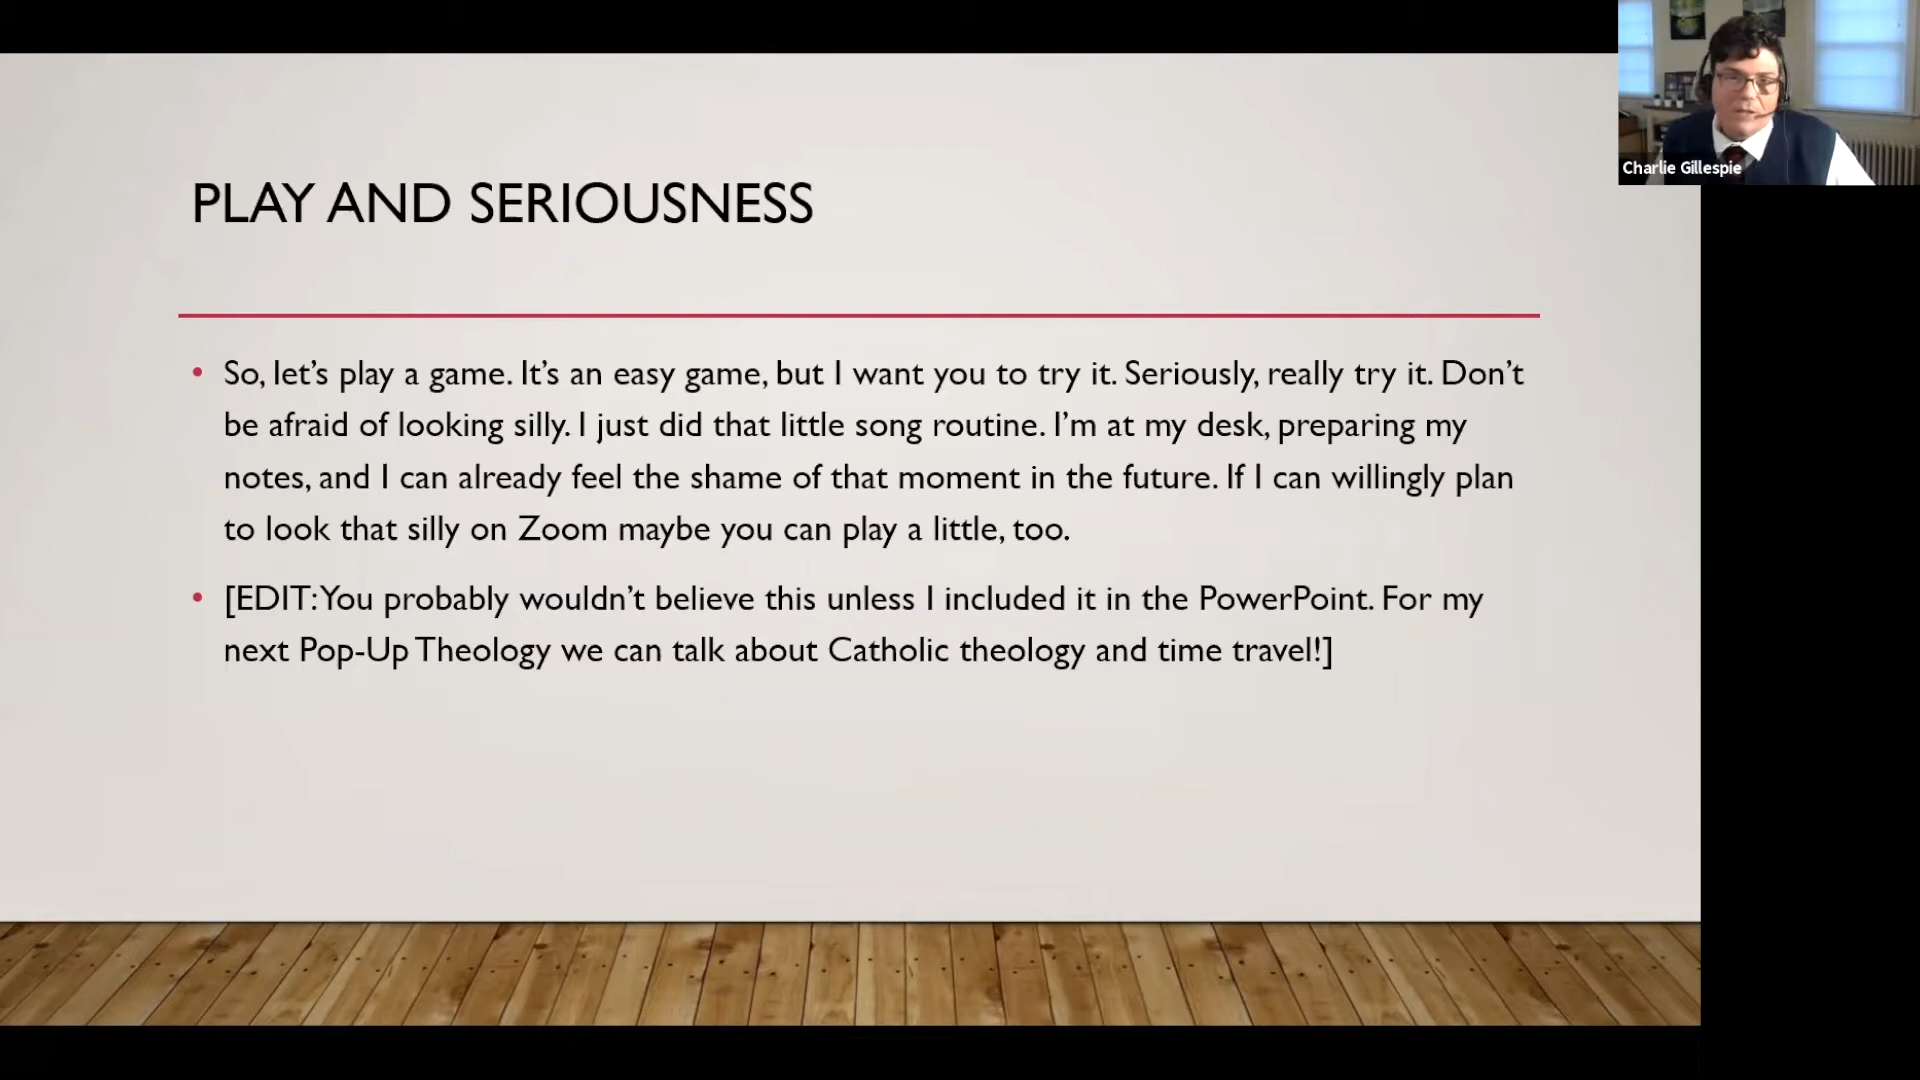 Charlie Gillespie
PLAY AND SERIOUSNESS
• So, let’s play a game. It’s an easy game, but I want you to try it. Seriously, really try it. Don’t
be afraid of looking silly. I just did that little song routine. I’m at my desk, preparing my
notes, and I can already feel the shame of that moment in the future. If I can willingly plan
to look that silly on Zoom maybe you can play a little, too.
• [EDIT: You probably wouldn’t believe this unless I included it in the PowerPoint. For my
next Pop-Up Theology we can talk about Catholic theology and time travel!]